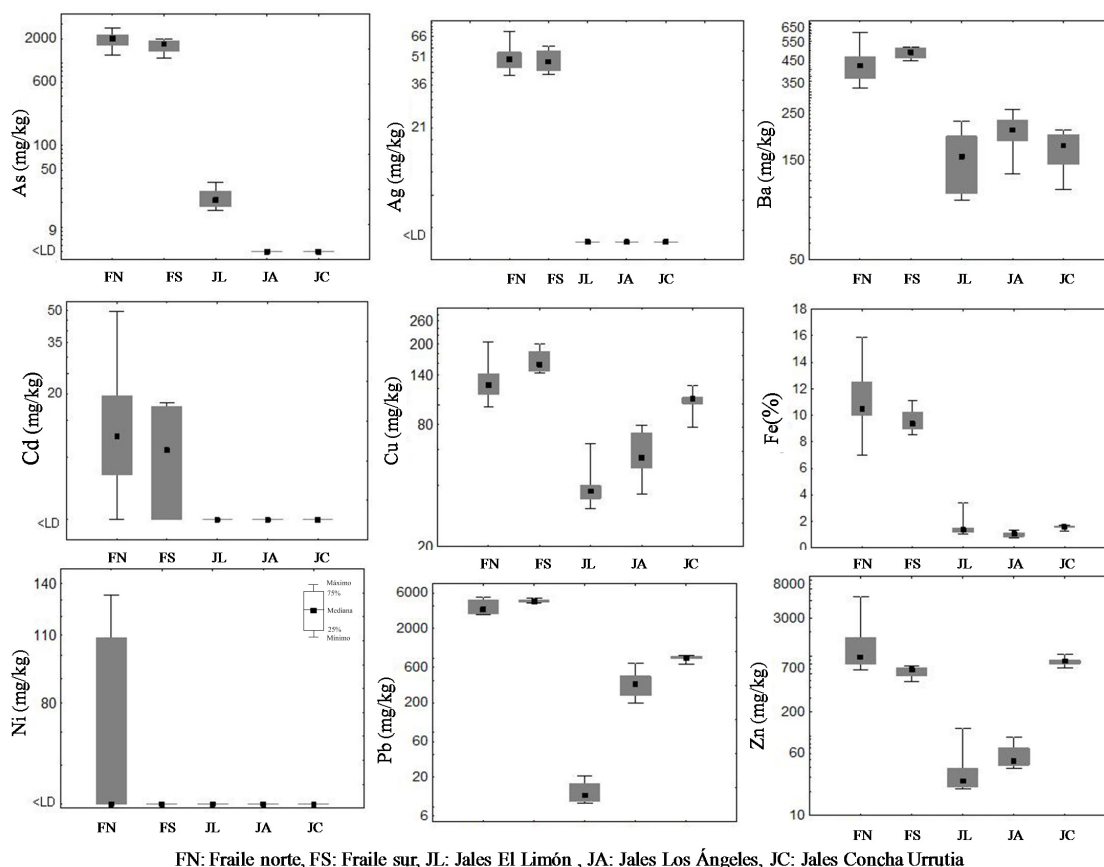 As (mg/kg)
2000
600
100
50
9
<LD
FN FS JL JA JC
Ag (mg/kg)
66
51
36
21
<LD
FN FS JL JA JC
Ba (mg/kg)
650
550
450
350
250
150
50
FN FS JL JA JC
Cd (mg/kg)
50
35
20
<LD
FN FS JL JA JC
Cu (mg/kg)
260
200
140
80
20
FN FS JL JA JC
Fe(%)
18
16
14
12
10
8
6
4
2
0
FN FS JL JA JC
Ni (mg/kg)
140
110
80
<LD
Máximo
75%
Mediana
25%
Mínimo
FN FS JL JA JC
Pb (mg/kg)
6000
2000
600
200
60
20
6
FN FS JL JA JC
Zn (mg/kg)
8000
3000
700
200
60
10
FN FS JL JA JC
FN: Fraile norte, FS: Fraile sur, JL: Jales El Limón , JA: Jales Los Ángeles, JC: Jales Concha Urrutia